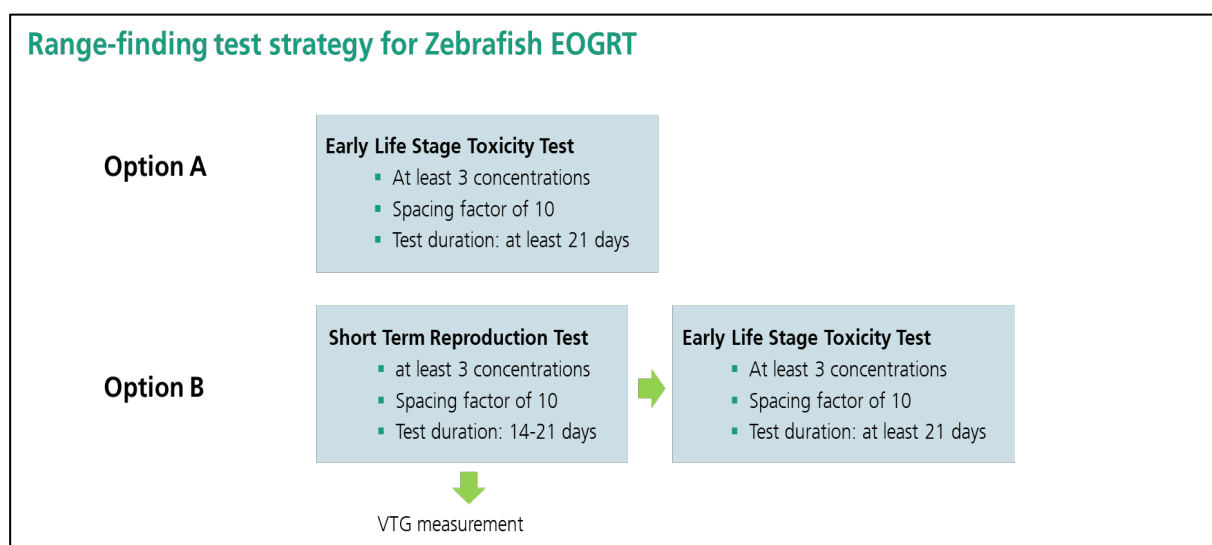 Range-finding test strategy for Zebrafish EOGRT
Option A
Early Life Stage Toxicity Test
▪ At least 3 concentrations
▪ Spacing factor of 10
▪ Test duration: at least 21 days
Option B
Short Term Reproduction Test
▪ at least 3 concentrations
▪ Spacing factor of 10
▪ Test duration: 14-21 days
Early Life Stage Toxicity Test
▪ At least 3 concentrations
▪ Spacing factor of 10
▪ Test duration: at least 21 days
VTG measurement